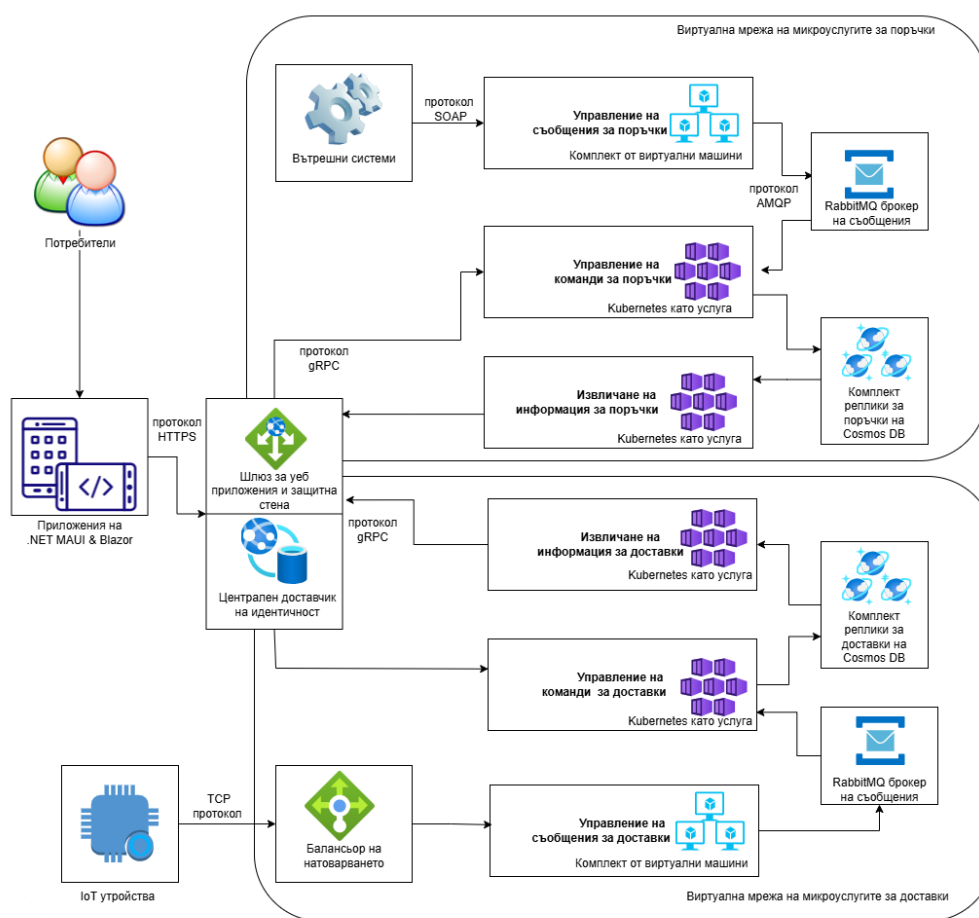 Виртуална мрежа на микроуслугите за поръчки
Вътрешни системи
протокол
SOAP
Управление на
съобщения за поръчки
Комплект от виртуални машини
протокол
AMQP
RabbitMQ брокер
на съобщения
Потребители
Управление на
команди за поръчки
Kubernetes като услуга
протокол
gRPC
Извличане на
информация за поръчки
Kubernetes като услуга
Комплект
реплики за
поръчки на
Cosmos DB
протокол
HTTPS
Приложения на
.NET MAUI & Blazor
Шлюз за уеб
приложения и защитна
стена
Централен доставчик
на идентичност
протокол
gRPC
Извличане на
информация за доставки
Kubernetes като услуга
Комплект
реплики за
доставки на
Cosmos DB
Управление на
команди за доставки
Kubernetes като услуга
RabbitMQ брокер
на съобщения
TCP
протокол
IoT утройства
Балансьор на
натоварването
Управление на
съобщения за доставки
Комплект от виртуални машини
Виртуална мрежа на микроуслугите за доставки